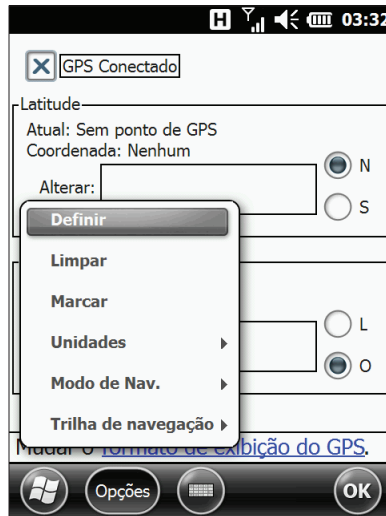 H 03:32
GPS Conectado
Latitude
Atual: Sem ponto de GPS
Coordenada: Nenhum
N
Alterar:
S
Definir
Limpar
Marcar
Unidades
L
Modo de Nav.
O
Trilha de navegação
Mudar o formato de exibição do GPS.
Opções
OK